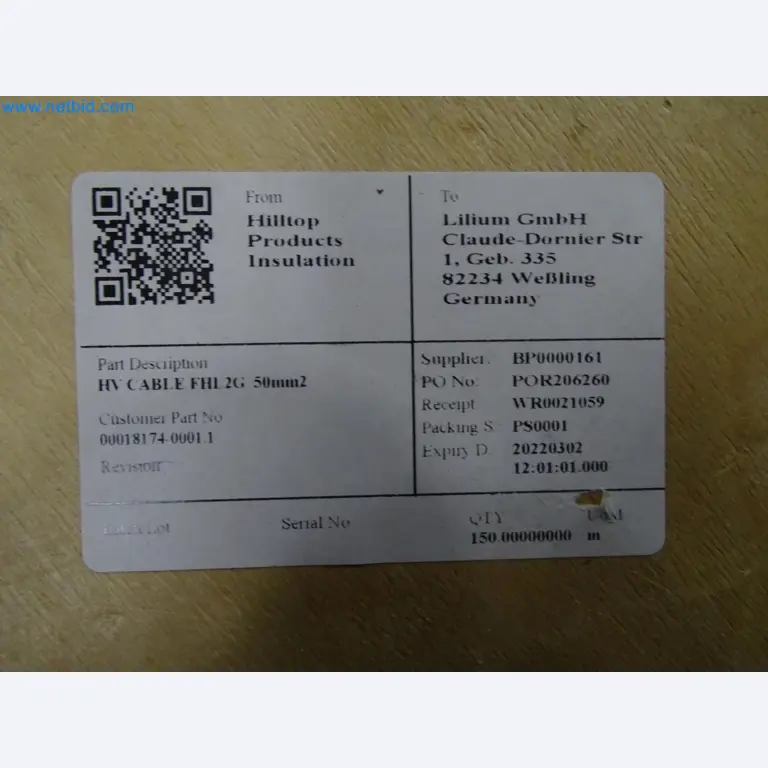 www.netbid.com
From
Hilltop
Products
Insulation
To
Lilium GmbH
Claude-Dornier Str
1, Geb. 335
82234 Weßling
Germany
Part Description
HV CABLE FHL2G 50mm2
Customer Part No
00018174-0001.1
Revision
Supplier: BP0000161
PO No: POR206260
Receipt WR0021059
Packing S PS0001
Expiry D 20220302
12:01:01.000
Lot
Serial No
QTY UoM
150.00000000 m